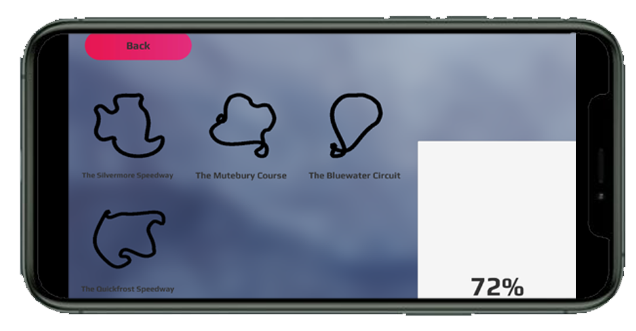 Back
The Silvermore Speedway
The Mutebury Course
The Bluewater Circuit
The Quickfrost Speedway
72%